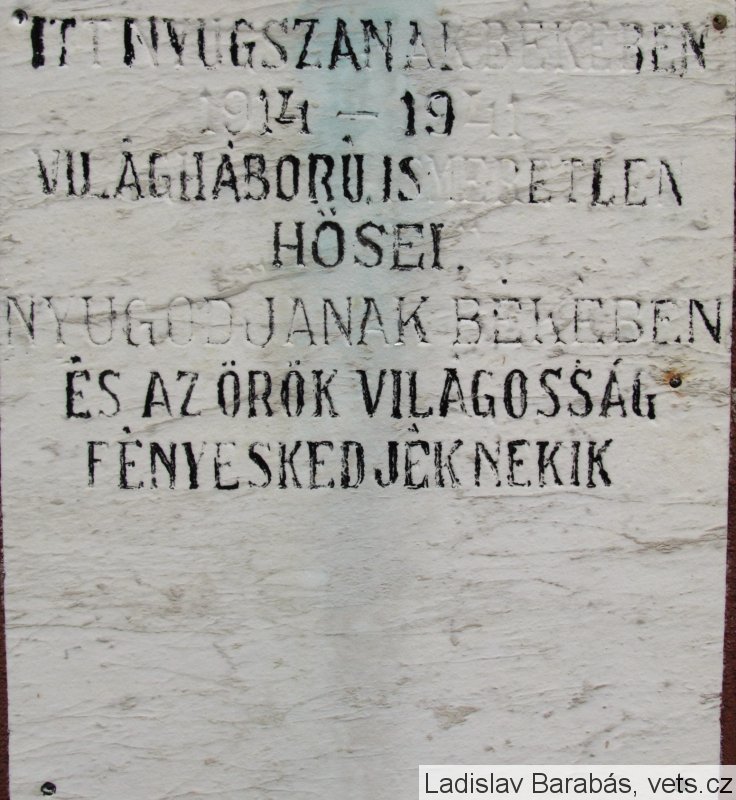 ITT NYUGSZANAK BÉKÉBEN
1914 – 1941
VILÁGHÁBORÚ ISMERETLEN
HŐSEI.
NYUGODJANAK BÉKÉBEN
ÉS AZ ÖRÖK VILÁGOSSÁG
FÉNYESKEDJÉK NEKIK
Ladislav Barabás, vets.cz